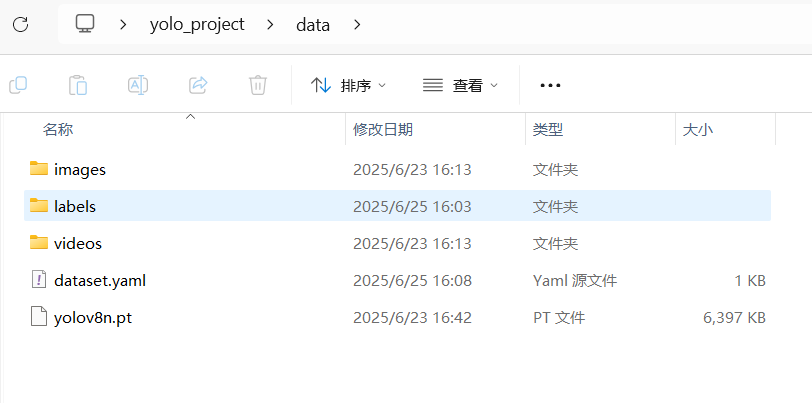 yolo_project > data >
排序 查看
名称 修改日期 类型 大小
images 2025/6/23 16:13 文件夹
labels 2025/6/25 16:03 文件夹
videos 2025/6/23 16:13 文件夹
dataset.yaml 2025/6/25 16:08 Yaml 源文件 1 KB
yolov8n.pt 2025/6/23 16:42 PT 文件 6,397 KB